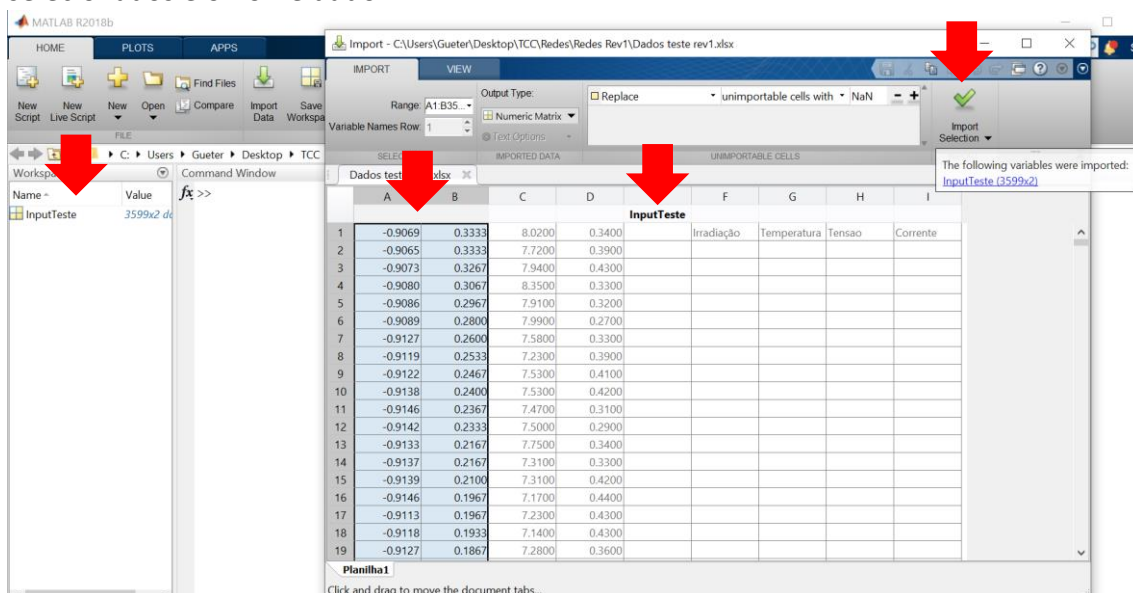 MATLAB R2018b
HOME PLOTS APPS
New Script
New Live Script
New
Open
Find Files
Compare
Import Data
Save Workspa
FILE
C: Users Gueter Desktop TCC
Workspa
Name Value
InputTeste 3599x2 do
Command Window
fx >>
Import - C:\Users\Gueter\Desktop\TCC\Redes\Redes Rev1\Dados teste rev1.xlsx
IMPORT VIEW
Range: A1:B35...
Variable Names Row: 1
Output Type:
Numeric Matrix
Text Options
Replace unimportable cells with NaN
Import Selection
SELEC IMPORTED DATA UNIMPORTABLE CELLS
The following variables were imported:
InputTeste (3599x2)
Dados test xlsx
A B C D F G H I
InputTeste
1 -0.9069 0.3333 8.0200 0.3400 Irradiação Temperatura Tensao Corrente
2 -0.9065 0.3333 7.7200 0.3900
3 -0.9073 0.3267 7.9400 0.4300
4 -0.9080 0.3067 8.3500 0.3300
5 -0.9086 0.2967 7.9100 0.3200
6 -0.9089 0.2800 7.9900 0.2700
7 -0.9127 0.2600 7.5800 0.3300
8 -0.9119 0.2533 7.2300 0.3900
9 -0.9122 0.2467 7.5300 0.4100
10 -0.9138 0.2400 7.5300 0.4200
11 -0.9146 0.2367 7.4700 0.3100
12 -0.9142 0.2333 7.5000 0.2900
13 -0.9133 0.2167 7.7500 0.3400
14 -0.9137 0.2167 7.3100 0.3300
15 -0.9139 0.2100 7.3100 0.4200
16 -0.9146 0.1967 7.1700 0.4400
17 -0.9113 0.1967 7.2300 0.4300
18 -0.9118 0.1933 7.1400 0.4300
19 -0.9127 0.1867 7.2800 0.3600
Planilha1
Click and drag to move the document tabs...